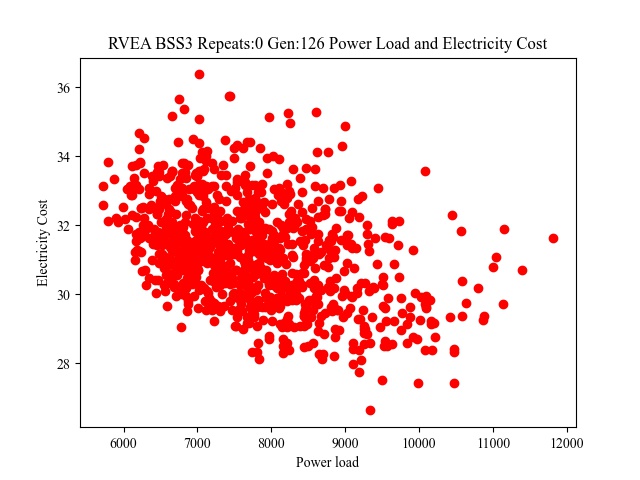 RVEA BSS3 Repeats:0 Gen:126 Power Load and Electricity Cost
36
34
32
30
28
Electricity Cost
6000 7000 8000 9000 10000 11000 12000
Power load